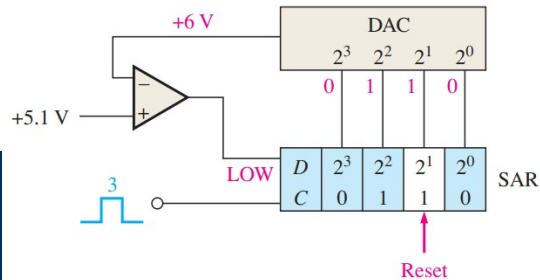 +6 V
DAC
2³ 2² 2¹ 2⁰
0 1 1 0
−
+5.1 V +
LOW
D 2³ 2² 2¹ 2⁰
SAR
3
C 0 1 1 0
Reset